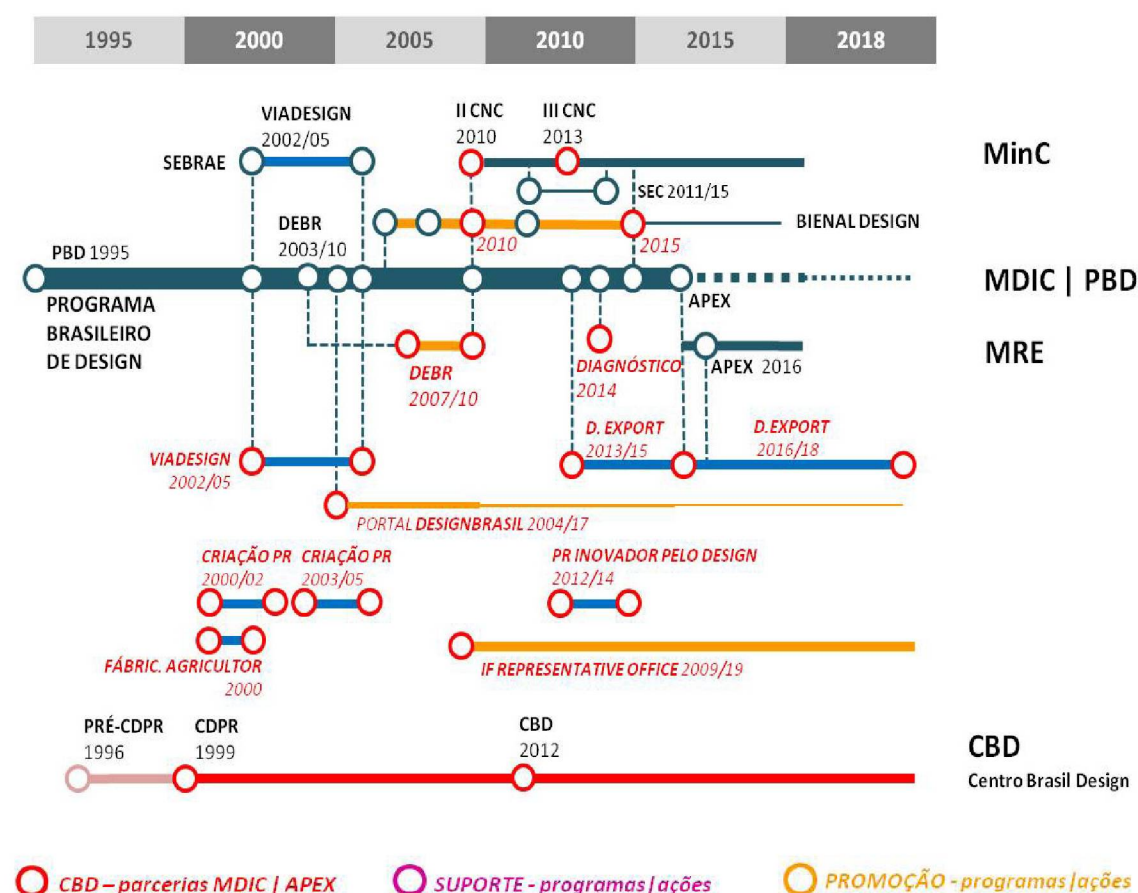 1995 2000 2005 2010 2015 2018
VIADESIGN
2002/05
II CNC
2010
III CNC
2013
MinC
SEBRAE
SEC 2011/15
DEBR
2003/10
2010
2015
BIENAL DESIGN
PBD 1995
MDIC | PBD
PROGRAMA
BRASILEIRO
DE DESIGN
APEX
MRE
DEBR
2007/10
DIAGNÓSTICO
2014
APEX 2016
D. EXPORT
2013/15
D.EXPORT
2016/18
VIADESIGN
2002/05
PORTAL DESIGNBRASIL 2004/17
CRIAÇÃO PR
2000/02
CRIAÇÃO PR
2003/05
PR INOVADOR PELO DESIGN
2012/14
FÁBRIC. AGRICULTOR
2000
IF REPRESENTATIVE OFFICE 2009/19
PRÉ-CDPR
1996
CDPR
1999
CBD
2012
CBD
Centro Brasil Design
CBD – parcerias MDIC | APEX
SUPORTE - programas|ações
PROMOÇÃO - programas|ações